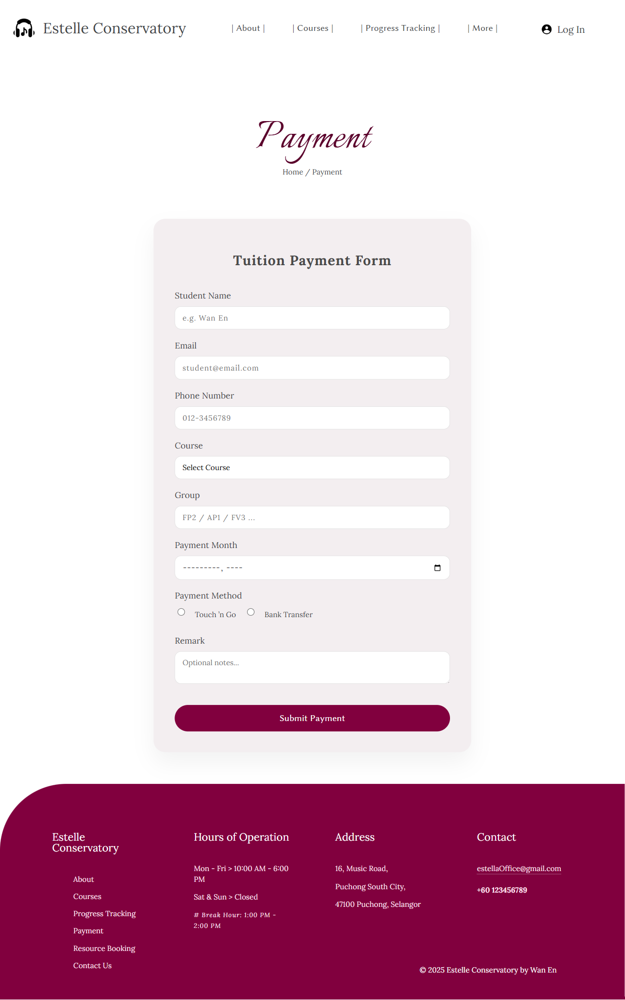 Estelle Conservatory
| About |
| Courses |
| Progress Tracking |
| More |
Log In
Payment
Home / Payment
Tuition Payment Form
Student Name
e.g. Wan En
Email
student@email.com
Phone Number
012-3456789
Course
Select Course
Group
FP2 / AP1 / FV3 ...
Payment Month
---------, ----
Payment Method
Touch ’n Go
Bank Transfer
Remark
Optional notes...
Submit Payment
Estelle
Conservatory
About
Courses
Progress Tracking
Payment
Resource Booking
Contact Us
Hours of Operation
Mon - Fri > 10:00 AM - 6:00
PM
Sat & Sun > Closed
# Break Hour: 1:00 PM -
2:00 PM
Address
16, Music Road,
Puchong South City,
47100 Puchong, Selangor
Contact
estellaOffice@gmail.com
+60 123456789
© 2025 Estelle Conservatory by Wan En